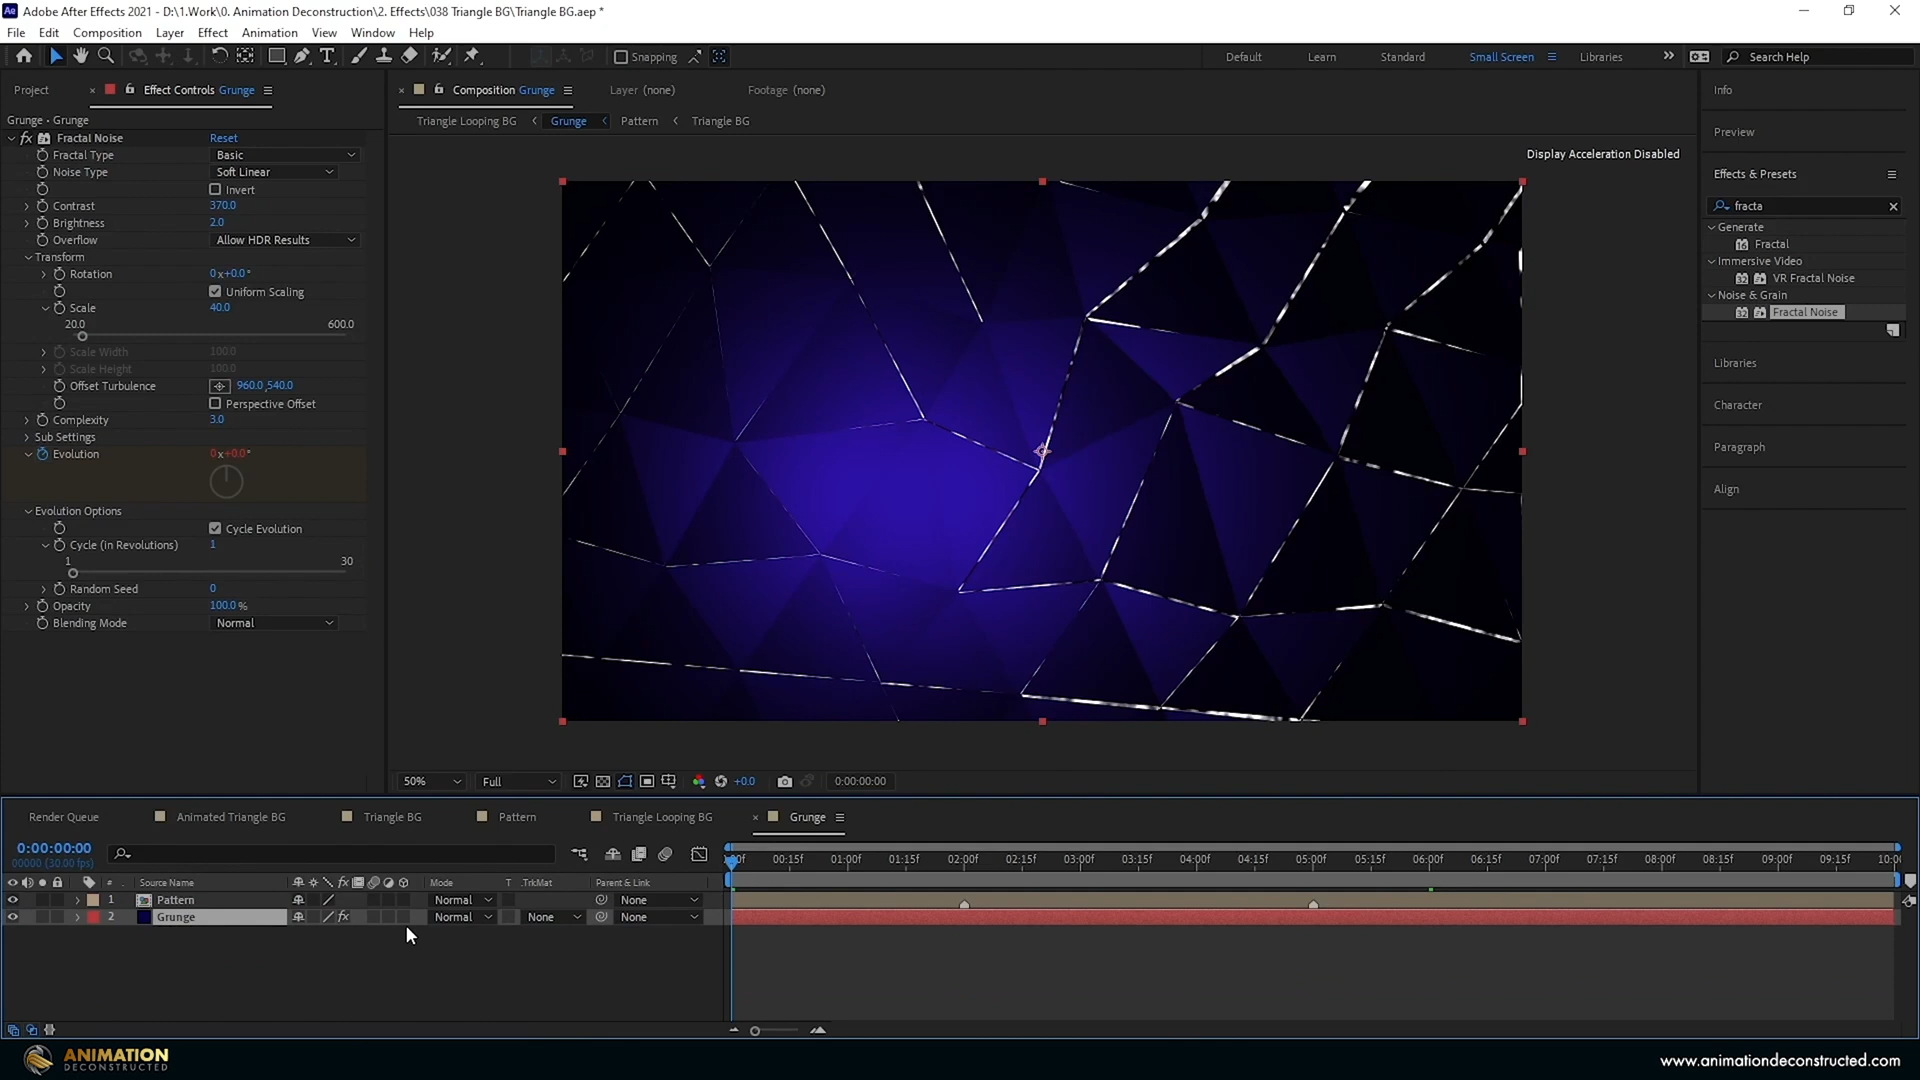 Adobe After Effects 2021 - D:\1.Work\0. Animation Deconstruction\2. Effects\038 Triangle BG\Triangle BG.aep *
File Edit Composition Layer Effect Animation View Window Help
Snapping Default Learn Standard Small Screen Libraries Search Help
Project Effect Controls Grunge Composition Grunge Layer (none) Footage (none) Info
Grunge • Grunge
Triangle Looping BG Grunge Pattern Triangle BG
Fractal Noise Reset
Fractal Type Basic
Noise Type Soft Linear
Invert
Contrast 370.0
Brightness 2.0
Overflow Allow HDR Results
Transform
Rotation 0x+0.0°
Uniform Scaling
Scale 40.0
20.0 600.0
Scale Width 100.0
Scale Height 100.0
Offset Turbulence 960.0,540.0
Perspective Offset
Complexity 3.0
Sub Settings
Evolution 0x+0.0°
Evolution Options
Cycle Evolution
Cycle (in Revolutions) 1
1 30
Random Seed 0
Opacity 100.0 %
Blending Mode Normal
Display Acceleration Disabled
Preview
Effects & Presets
fracta
Generate
Fractal
Immersive Video
VR Fractal Noise
Noise & Grain
Fractal Noise
Libraries
Character
Paragraph
Align
50% Full +0.0 0:00:00:00
Render Queue Animated Triangle BG Triangle BG Pattern Triangle Looping BG Grunge
0:00:00:00
00000 (30.00 fps)
:00f 00:15f 01:00f 01:15f 02:00f 02:15f 03:00f 03:15f 04:00f 04:15f 05:00f 05:15f 06:00f 06:15f 07:00f 07:15f 08:00f 08:15f 09:00f 09:15f 10:0
# Source Name Mode T .TrkMat Parent & Link
1 Pattern Normal None
2 Grunge Normal None None
ANIMATION
DECONSTRUCTED
www.animationdeconstructed.com